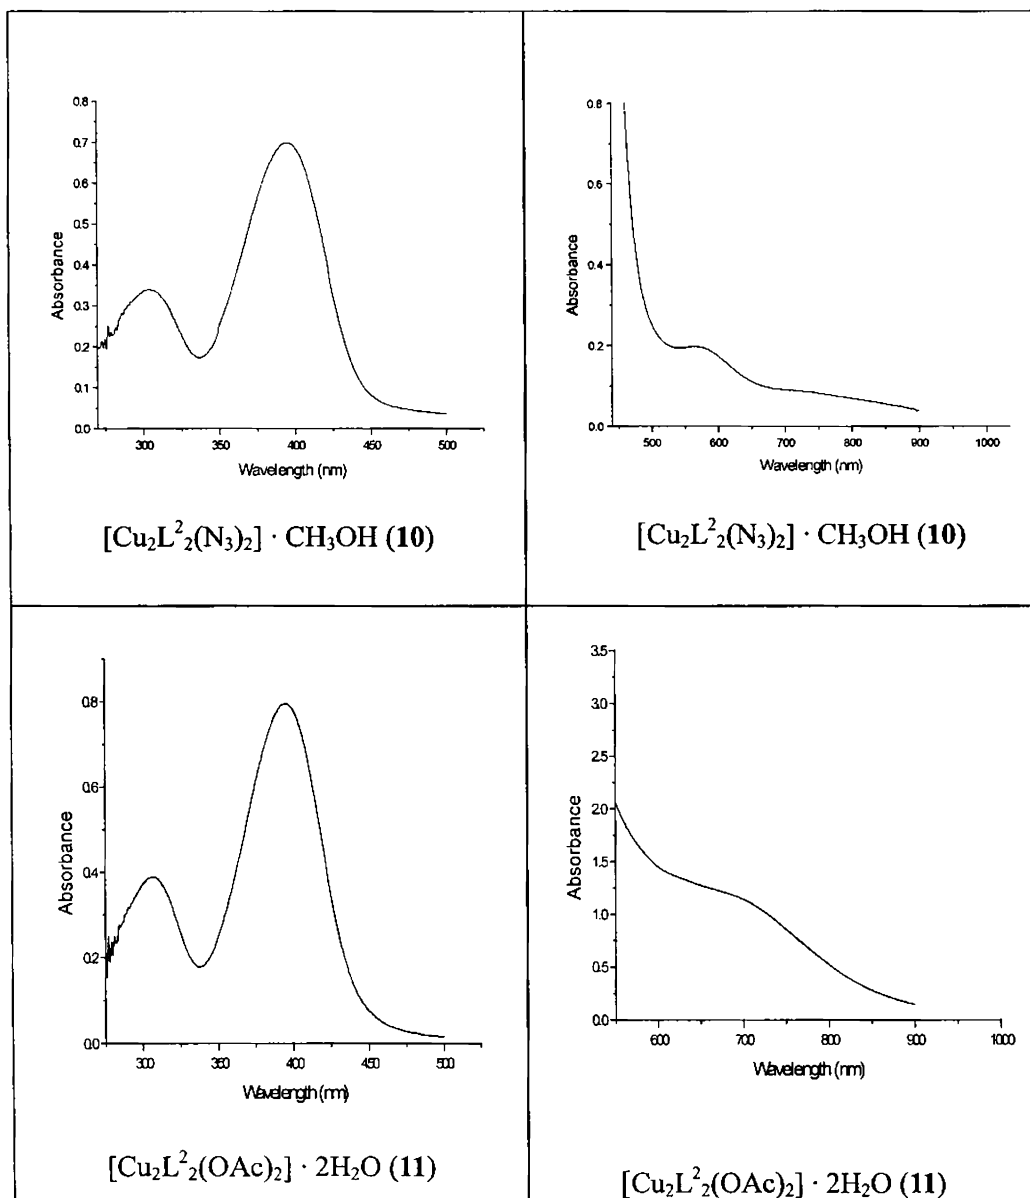 0.8
0.7
0.6
0.5
0.4
0.3
0.2
0.1
0.0
Absorbance
300 350 400 450 500
Wavelength (nm)
[Cu₂L²₂(N₃)₂] · CH₃OH (10)
0.8
0.6
0.4
0.2
0.0
Absorbance
500 600 700 800 900 1000
Wavelength (nm)
[Cu₂L²₂(N₃)₂] · CH₃OH (10)
0.8
0.6
0.4
0.2
0.0
Absorbance
300 350 400 450 500
Wavelength (nm)
[Cu₂L²₂(OAc)₂] · 2H₂O (11)
3.5
3.0
2.5
2.0
1.5
1.0
0.5
0.0
Absorbance
600 700 800 900 1000
Wavelength (nm)
[Cu₂L²₂(OAc)₂] · 2H₂O (11)